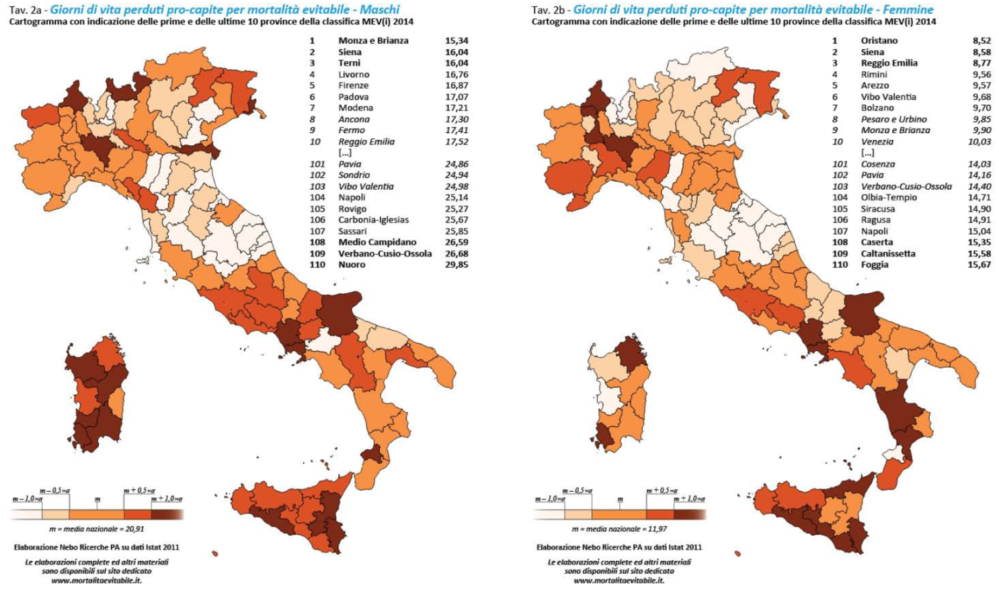 Tav. 2a - Giorni di vita perduti pro-capite per mortalità evitabile - Maschi
Cartogramma con indicazione delle prime e delle ultime 10 province della classifica MEV(i) 2014
1 Monza e Brianza 15,34
2 Siena 16,04
3 Terni 16,04
4 Livorno 16,76
5 Firenze 16,87
6 Padova 17,07
7 Modena 17,21
8 Ancona 17,30
9 Fermo 17,41
10 Reggio Emilia 17,52
[...]
101 Pavia 24,86
102 Sondrio 24,94
103 Vibo Valentia 24,98
104 Napoli 25,14
105 Rovigo 25,27
106 Carbonia-Iglesias 25,67
107 Sassari 25,85
108 Medio Campidano 26,59
109 Verbano-Cusio-Ossola 26,68
110 Nuoro 29,85
m – 0,5×σ m + 0,5×σ
m – 1,0×σ m m + 1,0×σ
m = media nazionale = 20,91
Elaborazione Nebo Ricerche PA su dati Istat 2011
Le elaborazioni complete ed altri materiali
sono disponibili sul sito dedicato
www.mortalitaevitabile.it.
Tav. 2b - Giorni di vita perduti pro-capite per mortalità evitabile - Femmine
Cartogramma con indicazione delle prime e delle ultime 10 province della classifica MEV(i) 2014
1 Oristano 8,52
2 Siena 8,58
3 Reggio Emilia 8,77
4 Rimini 9,56
5 Arezzo 9,57
6 Vibo Valentia 9,68
7 Bolzano 9,70
8 Pesaro e Urbino 9,85
9 Monza e Brianza 9,90
10 Venezia 10,03
[...]
101 Cosenza 14,03
102 Pavia 14,16
103 Verbano-Cusio-Ossola 14,40
104 Olbia-Tempio 14,71
105 Siracusa 14,90
106 Ragusa 14,91
107 Napoli 15,04
108 Caserta 15,35
109 Caltanissetta 15,58
110 Foggia 15,67
m – 0,5×σ m + 0,5×σ
m – 1,0×σ m m + 1,0×σ
m = media nazionale = 11,97
Elaborazione Nebo Ricerche PA su dati Istat 2011
Le elaborazioni complete ed altri materiali
sono disponibili sul sito dedicato
www.mortalitaevitabile.it.